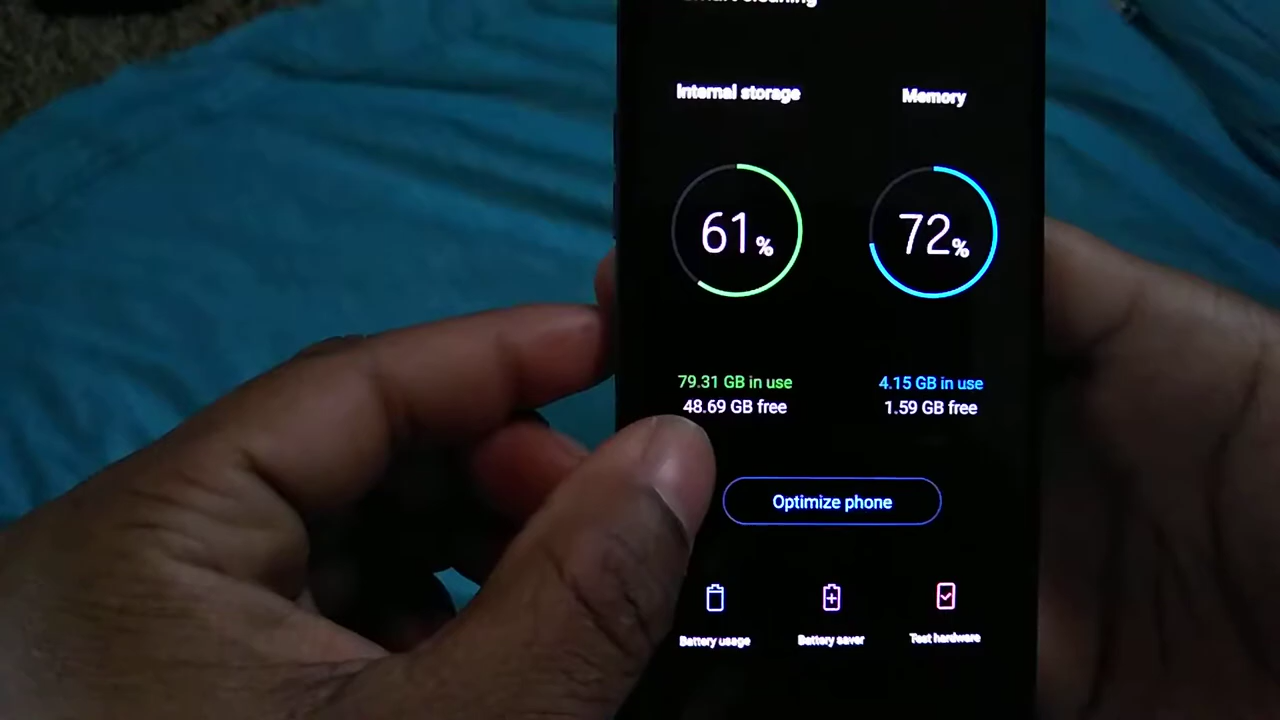 Internal storage
Memory
61%
72%
79.31 GB in use
48.69 GB free
4.15 GB in use
1.59 GB free
Optimize phone
Battery usage
Battery saver
Test hardware